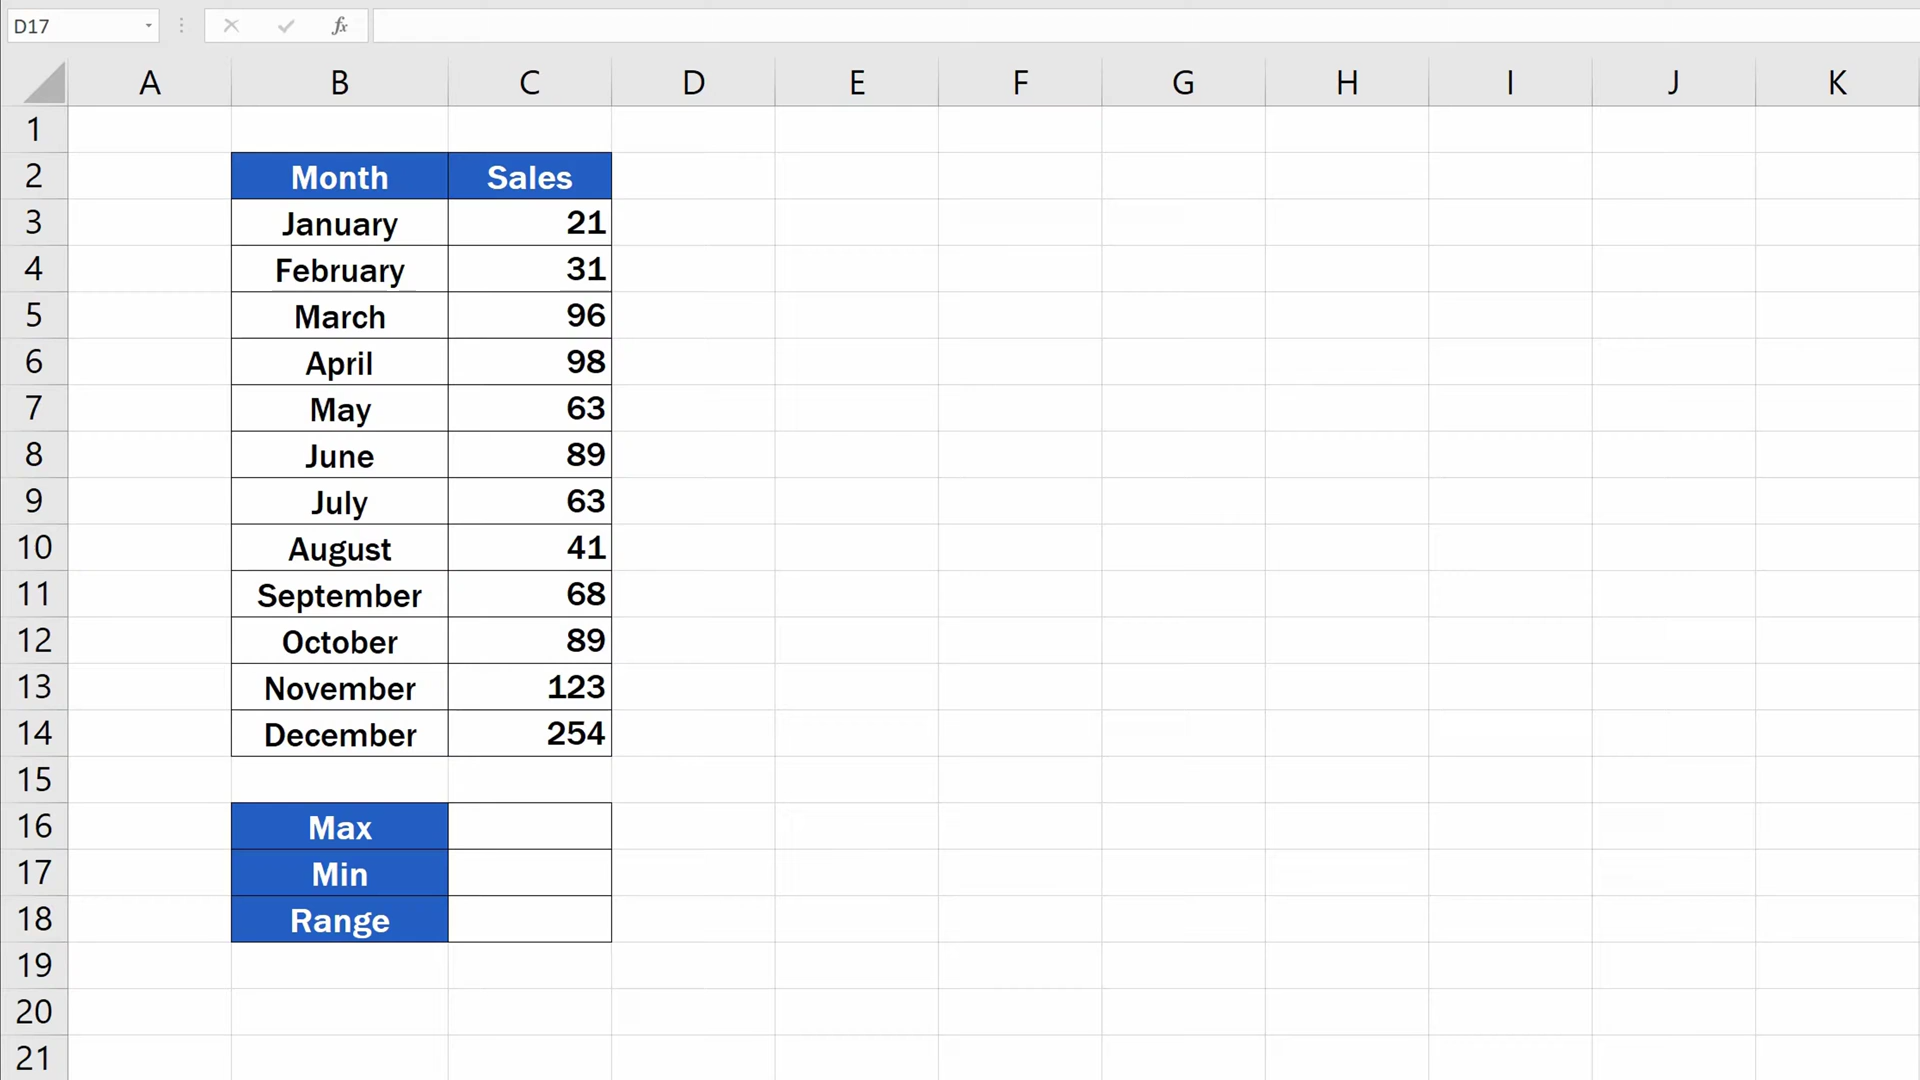 D17 fx
A B C D E F G H I J K
1
2 Month Sales
3 January 21
4 February 31
5 March 96
6 April 98
7 May 63
8 June 89
9 July 63
10 August 41
11 September 68
12 October 89
13 November 123
14 December 254
15
16 Max
17 Min
18 Range
19
20
21